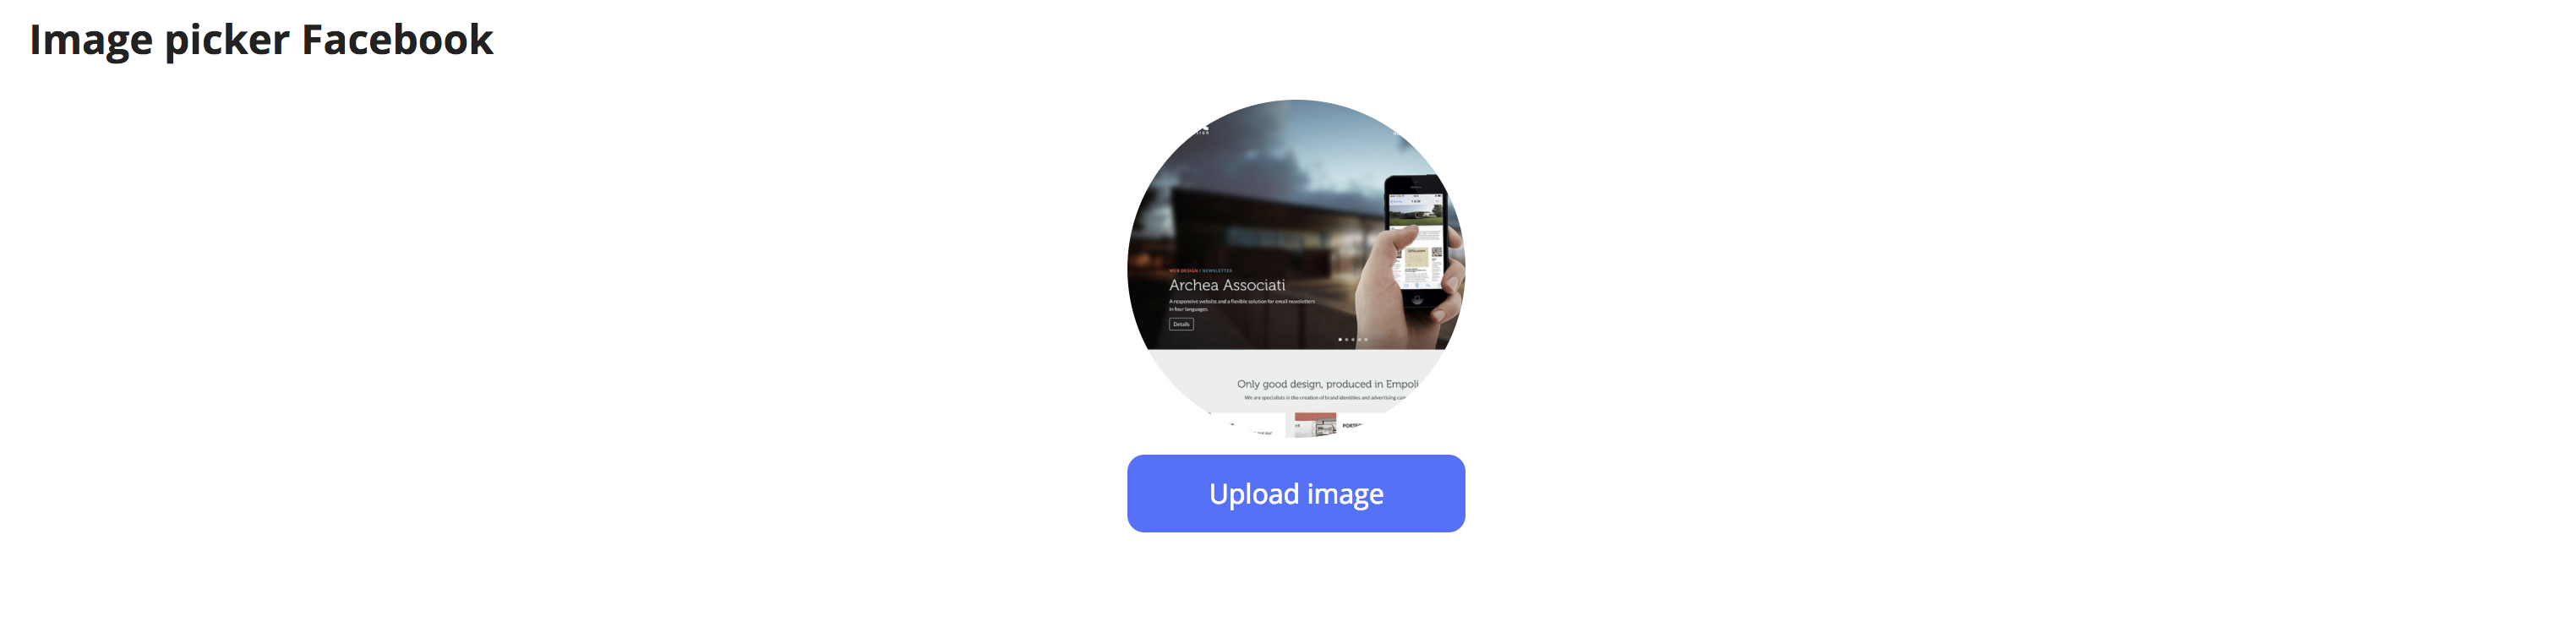 Image picker Facebook
WEB DESIGN / NEWSLETTER
Archea Associati
A responsive website and a flexible solution for email newsletters
in four languages.
Details
Only good design, produced in Empoli
We are specialists in the creation of brand identities and advertising
Upload image